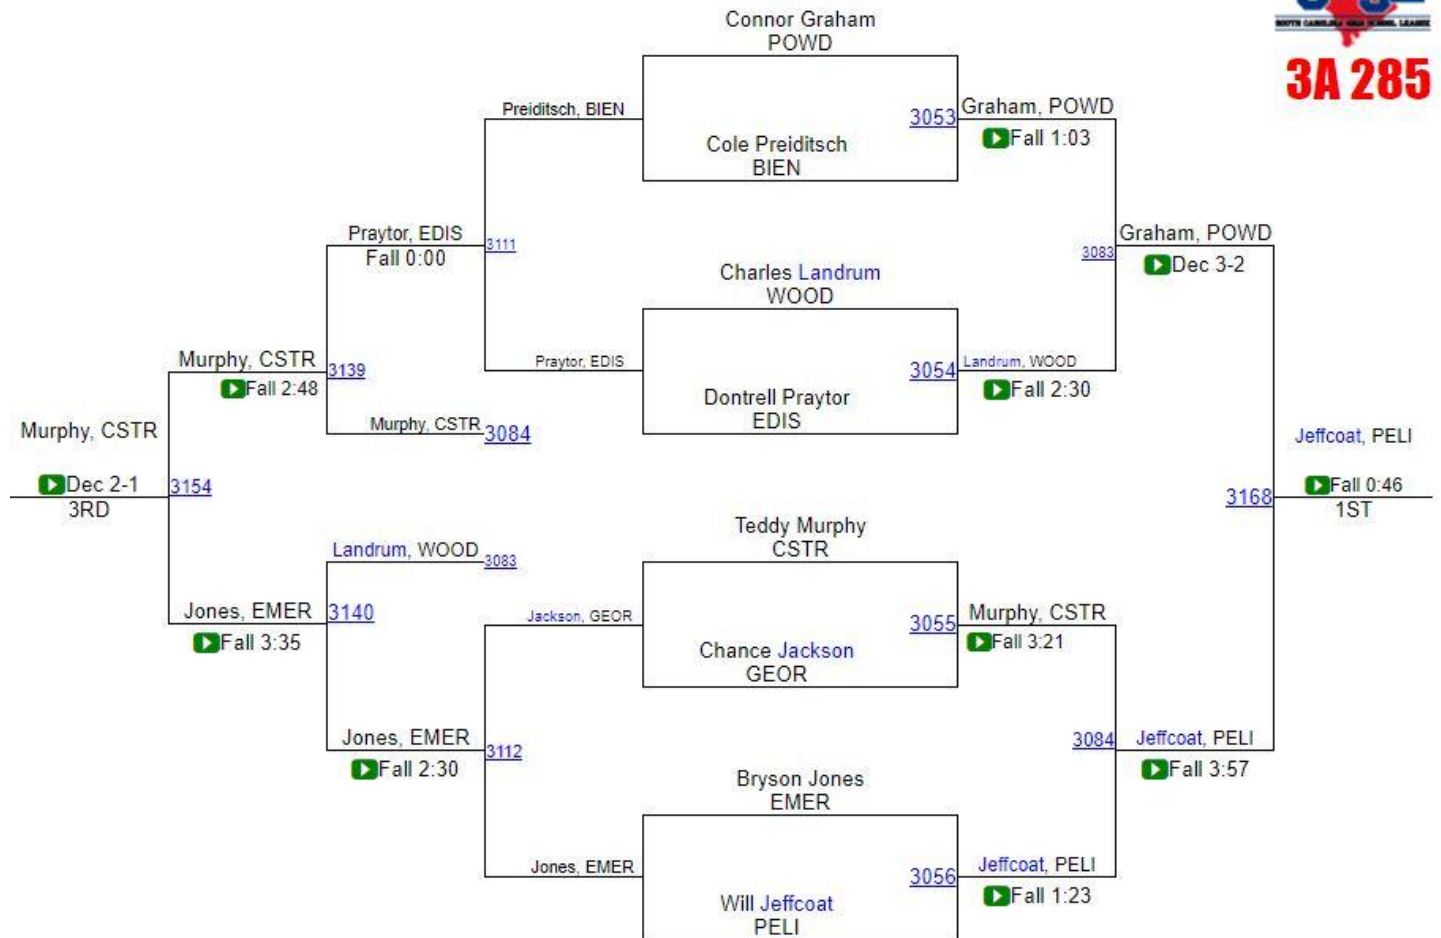 Connor Graham
POWD
SOUTH CAROLINA HIGH SCHOOL LEAGUE
3A 285
Preiditsch, BIEN
3053
Graham, POWD
Fall 1:03
Cole Preiditsch
BIEN
Praytor, EDIS
Fall 0:00
3111
Graham, POWD
3083
Dec 3-2
Charles Landrum
WOOD
Murphy, CSTR
Fall 2:48
3139
Praytor, EDIS
3054
Landrum, WOOD
Fall 2:30
Dontrell Praytor
EDIS
Murphy, CSTR
3084
Murphy, CSTR
Dec 2-1
3RD
3154
Jeffcoat, PELI
3168
Fall 0:46
1ST
Teddy Murphy
CSTR
Landrum, WOOD
3083
Jones, EMER
Fall 3:35
3140
Jackson, GEOR
3055
Murphy, CSTR
Fall 3:21
Chance Jackson
GEOR
Jones, EMER
Fall 2:30
3112
3084
Jeffcoat, PELI
Fall 3:57
Bryson Jones
EMER
Jones, EMER
3056
Jeffcoat, PELI
Fall 1:23
Will Jeffcoat
PELI